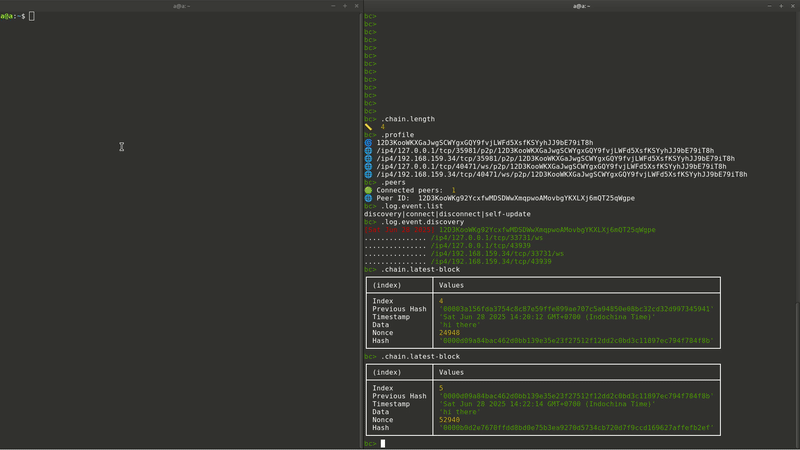 a@a:~
a@a:~$
a@a:~
bc>
bc>
bc>
bc>
bc>
bc>
bc>
bc>
bc>
bc>
bc>
bc>
bc>
bc> .chain.length
4
bc> .profile
12D3KooWKXGaJwgSCWYgxGQY9fvjLWFd5XsfKSYyhJJ9bE79iT8h
/ip4/127.0.0.1/tcp/35981/p2p/12D3KooWKXGaJwgSCWYgxGQY9fvjLWFd5XsfKSYyhJJ9bE79iT8h
/ip4/192.168.159.34/tcp/35981/p2p/12D3KooWKXGaJwgSCWYgxGQY9fvjLWFd5XsfKSYyhJJ9bE79iT8h
/ip4/127.0.0.1/tcp/40471/ws/p2p/12D3KooWKXGaJwgSCWYgxGQY9fvjLWFd5XsfKSYyhJJ9bE79iT8h
/ip4/192.168.159.34/tcp/40471/ws/p2p/12D3KooWKXGaJwgSCWYgxGQY9fvjLWFd5XsfKSYyhJJ9bE79iT8h
bc> .peers
Connected peers: 1
Peer ID: 12D3KooWKg92YcxfwMDSDWwXmqpwoAMovbgYKXLXj6mQT25qWgpe
bc> .log.event.list
discovery|connect|disconnect|self-update
bc> .log.event.discovery
12D3KooWKg92YcxfwMDSDWwXmqpwoAMovbgYKXLXj6mQT25qWgpe
.............. /ip4/127.0.0.1/tcp/33731/ws
.............. /ip4/127.0.0.1/tcp/43939
.............. /ip4/192.168.159.34/tcp/33731/ws
.............. /ip4/192.168.159.34/tcp/43939
bc> .chain.latest-block
(index) Values
Index 4
Previous Hash
Timestamp 'Sat Jun 28 2025 14:20:12 GMT+0700 (Indochina Time)'
Data 'hi there'
Nonce 24948
Hash '0000d09a84bac462d0bb139e35e23f27512f12dd2c0bd3c11897ec794f784f8b'
bc> .chain.latest-block
(index) Values
Index 5
Previous Hash '0000d09a84bac462d0bb139e35e23f27512f12dd2c0bd3c11897ec794f784f8b'
Timestamp 'Sat Jun 28 2025 14:22:14 GMT+0700 (Indochina Time)'
Data 'hi there'
Nonce 52948
Hash
bc>